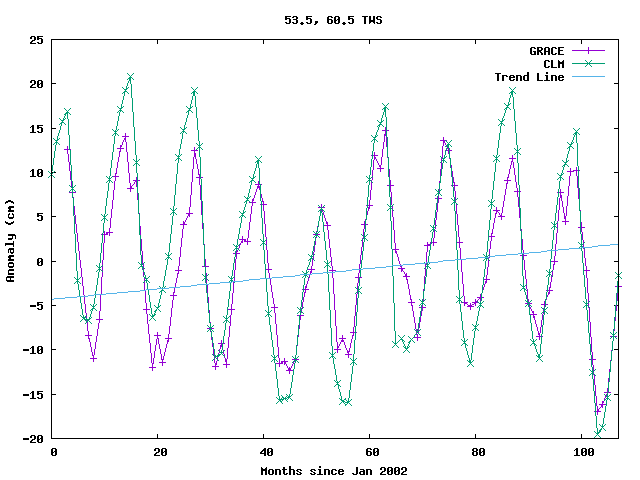 53.5, 60.5 TWS
GRACE
CLM
Trend Line
25
20
15
10
5
0
-5
-10
-15
-20
Anomaly (cm)
0 20 40 60 80 100
Months since Jan 2002